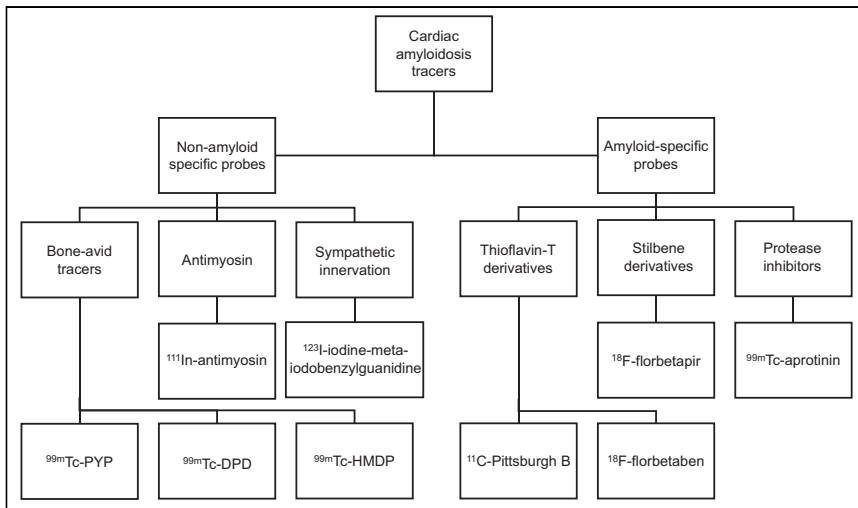 Cardiac
amyloidosis
tracers
Non-amyloid
specific probes
Amyloid-specific
probes
Bone-avid
tracers
Antimyosin
Sympathetic
innervation
Thioflavin-T
derivatives
Stilbene
derivatives
Protease
inhibitors
¹¹¹In-antimyosin
¹²³I-iodine-meta-
iodobenzylguanidine
¹⁸F-florbetapir
⁹⁹ᵐTc-aprotinin
⁹⁹ᵐTc-PYP
⁹⁹ᵐTc-DPD
⁹⁹ᵐTc-HMDP
¹¹C-Pittsburgh B
¹⁸F-florbetaben